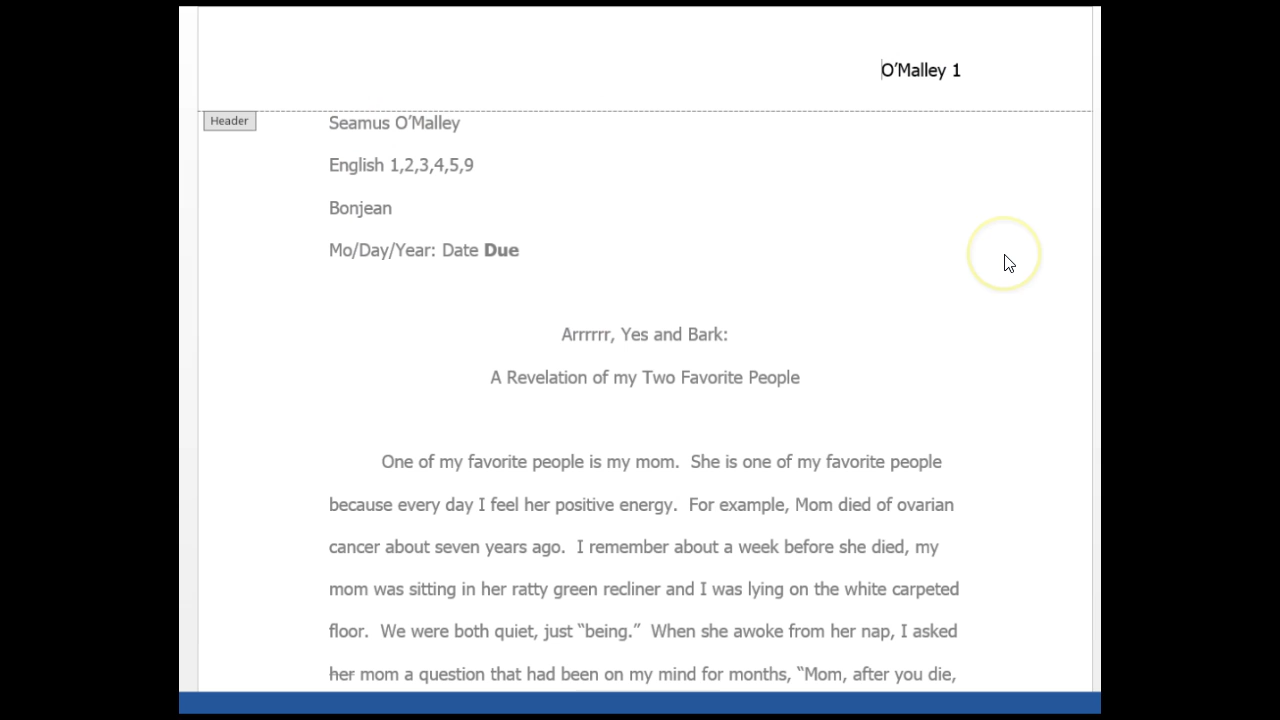 O’Malley 1
Header
Seamus O’Malley
English 1,2,3,4,5,9
Bonjean
Mo/Day/Year: Date Due
Arrrrrr, Yes and Bark:
A Revelation of my Two Favorite People
One of my favorite people is my mom.  She is one of my favorite people
because every day I feel her positive energy.  For example, Mom died of ovarian
cancer about seven years ago.  I remember about a week before she died, my
mom was sitting in her ratty green recliner and I was lying on the white carpeted
floor.  We were both quiet, just “being.”  When she awoke from her nap, I asked
her mom a question that had been on my mind for months, “Mom, after you die,